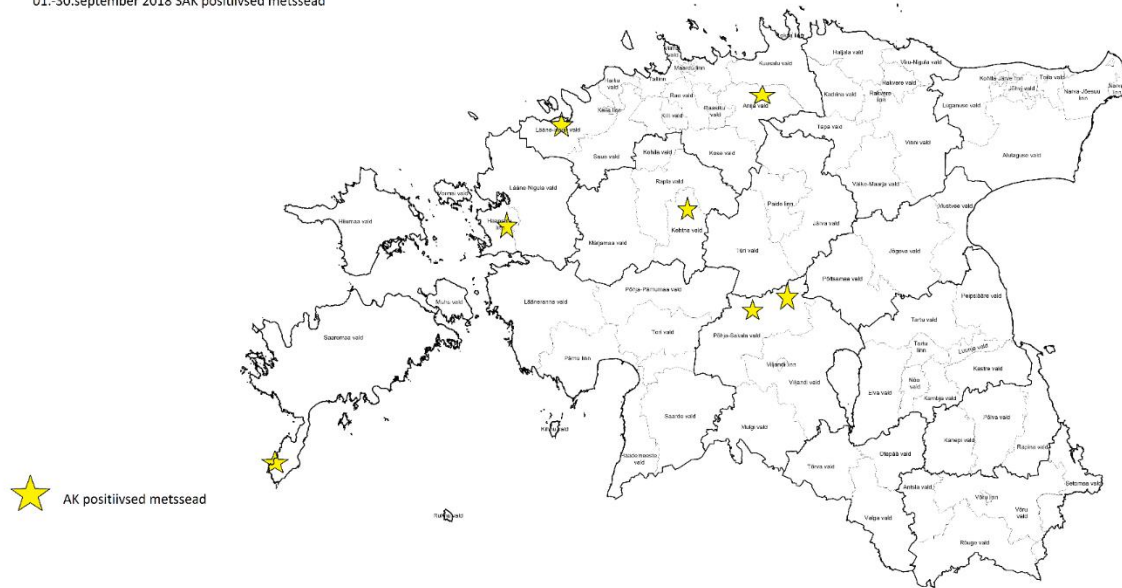 01.-30.september 2018 SAK positiivsed metssead
Kuusalu vald
Haljala vald
Viru-Nigula vald
Rakvere vald
Rakvere linn
Kadrina vald
Kohtla-Järve linn
Toila vald
Jõhvi vald
Narva-Jõesuu linn
Lüganuse vald
Alutaguse vald
Tallinn
Harku vald
Keila linn
Rae vald
Kiili vald
Raasiku vald
Anija vald
Saue vald
Kohila vald
Kose vald
Tapa vald
Vinni vald
Väike-Maarja vald
Lääne-Nigula vald
Rapla vald
Vormsi vald
Hiiumaa vald
Paide linn
Järva vald
Mustvee vald
Kehtna vald
Märjamaa vald
Türi vald
Jõgeva vald
Põltsamaa vald
Muhu vald
Lääneranna vald
Põhja-Pärnumaa vald
Peipsiääre vald
Saaremaa vald
Tori vald
Põhja-Sakala vald
Tartu vald
Tartu linn
Luunja vald
Pärnu linn
Viljandi linn
Viljandi vald
Kastre vald
Elva vald
Nõo vald
Kambja vald
Saarde vald
Mulgi vald
Põlva vald
Kihnu vald
Kanepi vald
Räpina vald
Häädemeeste vald
Otepää vald
Tõrva vald
Setomaa vald
Antsla vald
Võru linn
Võru vald
AK positiivsed metssead
Ruhnu vald
Valga vald
Rõuge vald